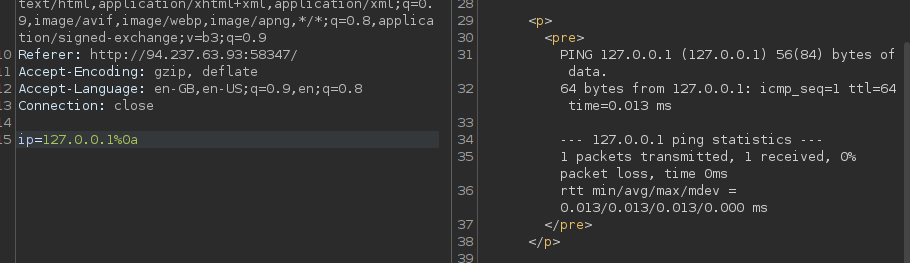 text/html,application/xhtml+xml,application/xml;q=0.
9,image/avif,image/webp,image/apng,*/*;q=0.8,applica
tion/signed-exchange;v=b3;q=0.9
10 Referer: http://94.237.63.93:58347/
11 Accept-Encoding: gzip, deflate
12 Accept-Language: en-GB,en-US;q=0.9,en;q=0.8
13 Connection: close
14
15 ip=127.0.0.1%0a
28
29 <p>
30 <pre>
31 PING 127.0.0.1 (127.0.0.1) 56(84) bytes of
data.
32 64 bytes from 127.0.0.1: icmp_seq=1 ttl=64
time=0.013 ms
33
34 --- 127.0.0.1 ping statistics ---
35 1 packets transmitted, 1 received, 0%
packet loss, time 0ms
36 rtt min/avg/max/mdev =
0.013/0.013/0.013/0.000 ms
37 </pre>
38 </p>
39